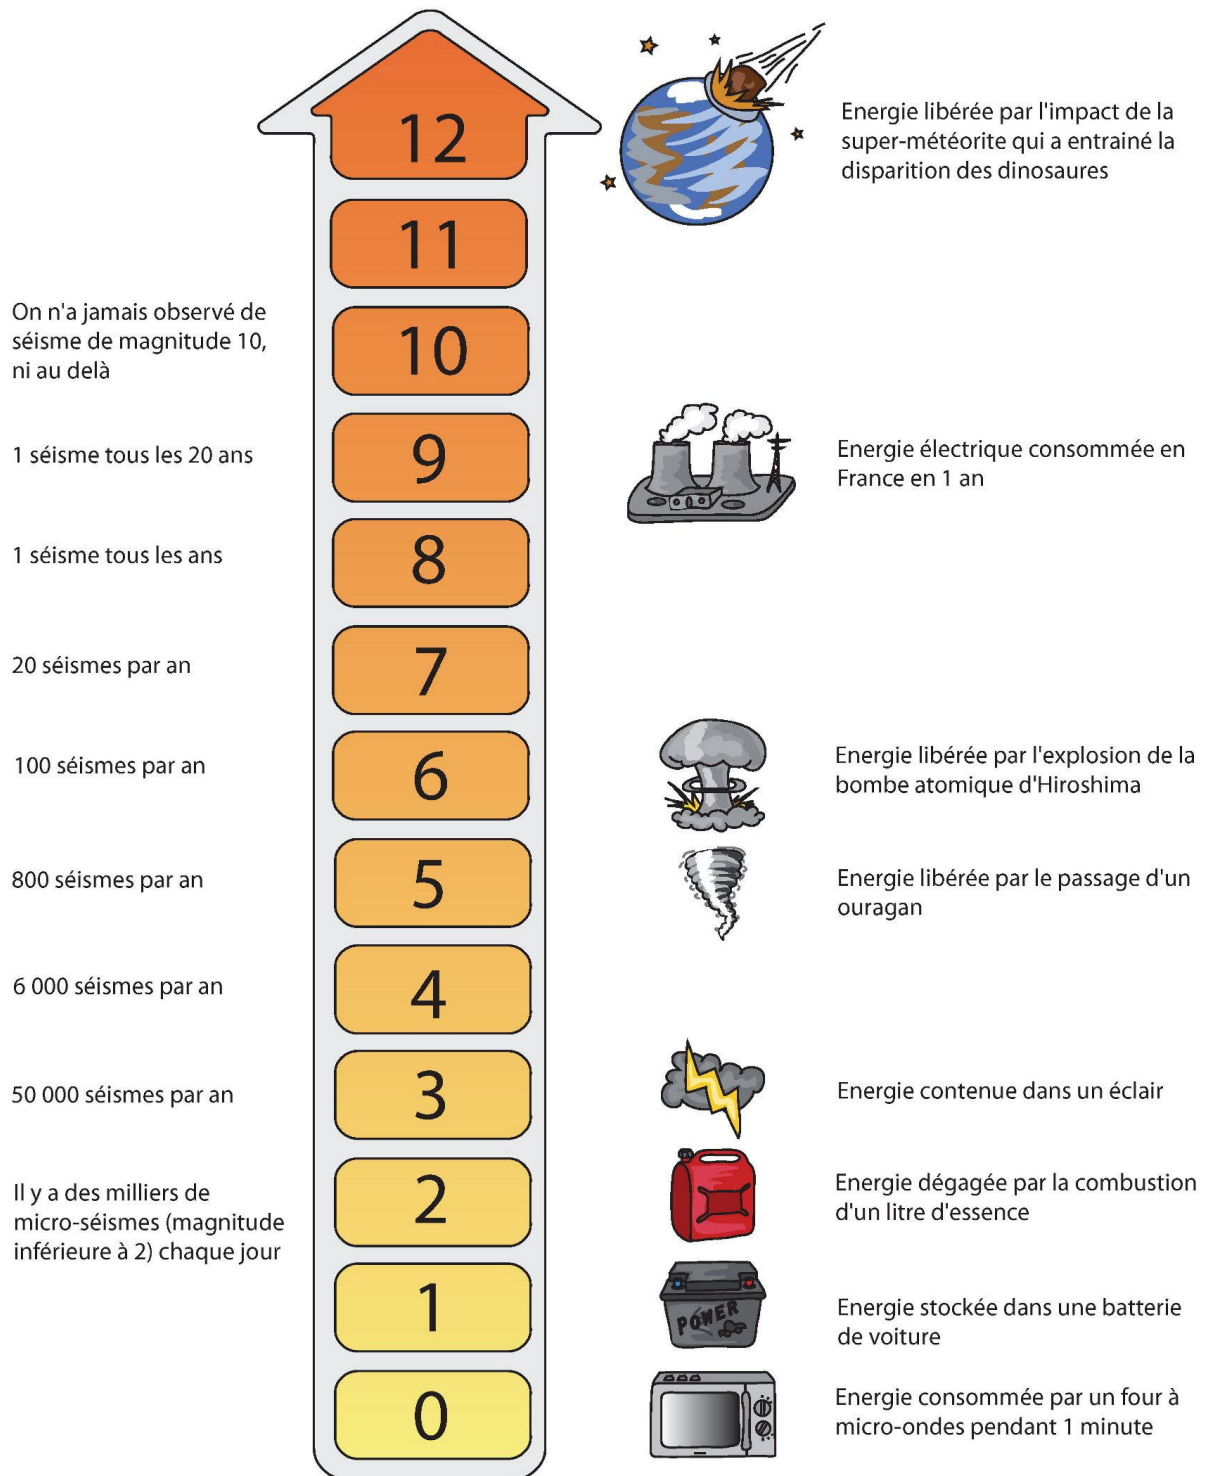 12
Energie libérée par l'impact de la
super-météorite qui a entrainé la
disparition des dinosaures
11
On n'a jamais observé de
séisme de magnitude 10,
ni au delà
10
1 séisme tous les 20 ans
9
Energie électrique consommée en
France en 1 an
1 séisme tous les ans
8
20 séismes par an
7
100 séismes par an
6
Energie libérée par l'explosion de la
bombe atomique d'Hiroshima
800 séismes par an
5
Energie libérée par le passage d'un
ouragan
6 000 séismes par an
4
50 000 séismes par an
3
Energie contenue dans un éclair
Il y a des milliers de
micro-séismes (magnitude
inférieure à 2) chaque jour
2
Energie dégagée par la combustion
d'un litre d'essence
1
POWER
Energie stockée dans une batterie
de voiture
0
Energie consommée par un four à
micro-ondes pendant 1 minute